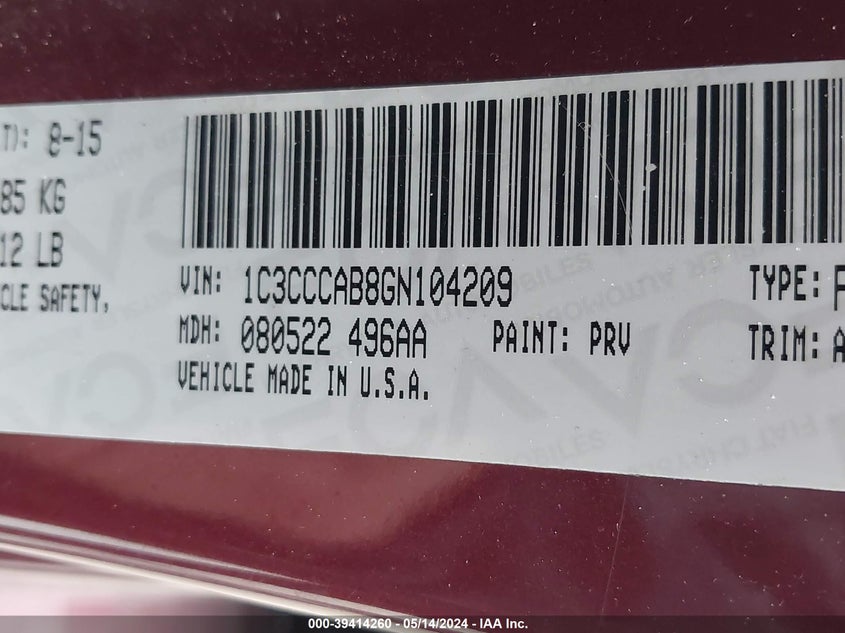 T): 8-15
85 KG
12 LB
CLE SAFETY,
VIN: 1C3CCCAB8GN104209
TYPE:
MDH: 080522 496AA
PAINT: PRV
TRIM: A
VEHICLE MADE IN U.S.A.
000-39414260 - 05/14/2024 - IAA Inc.